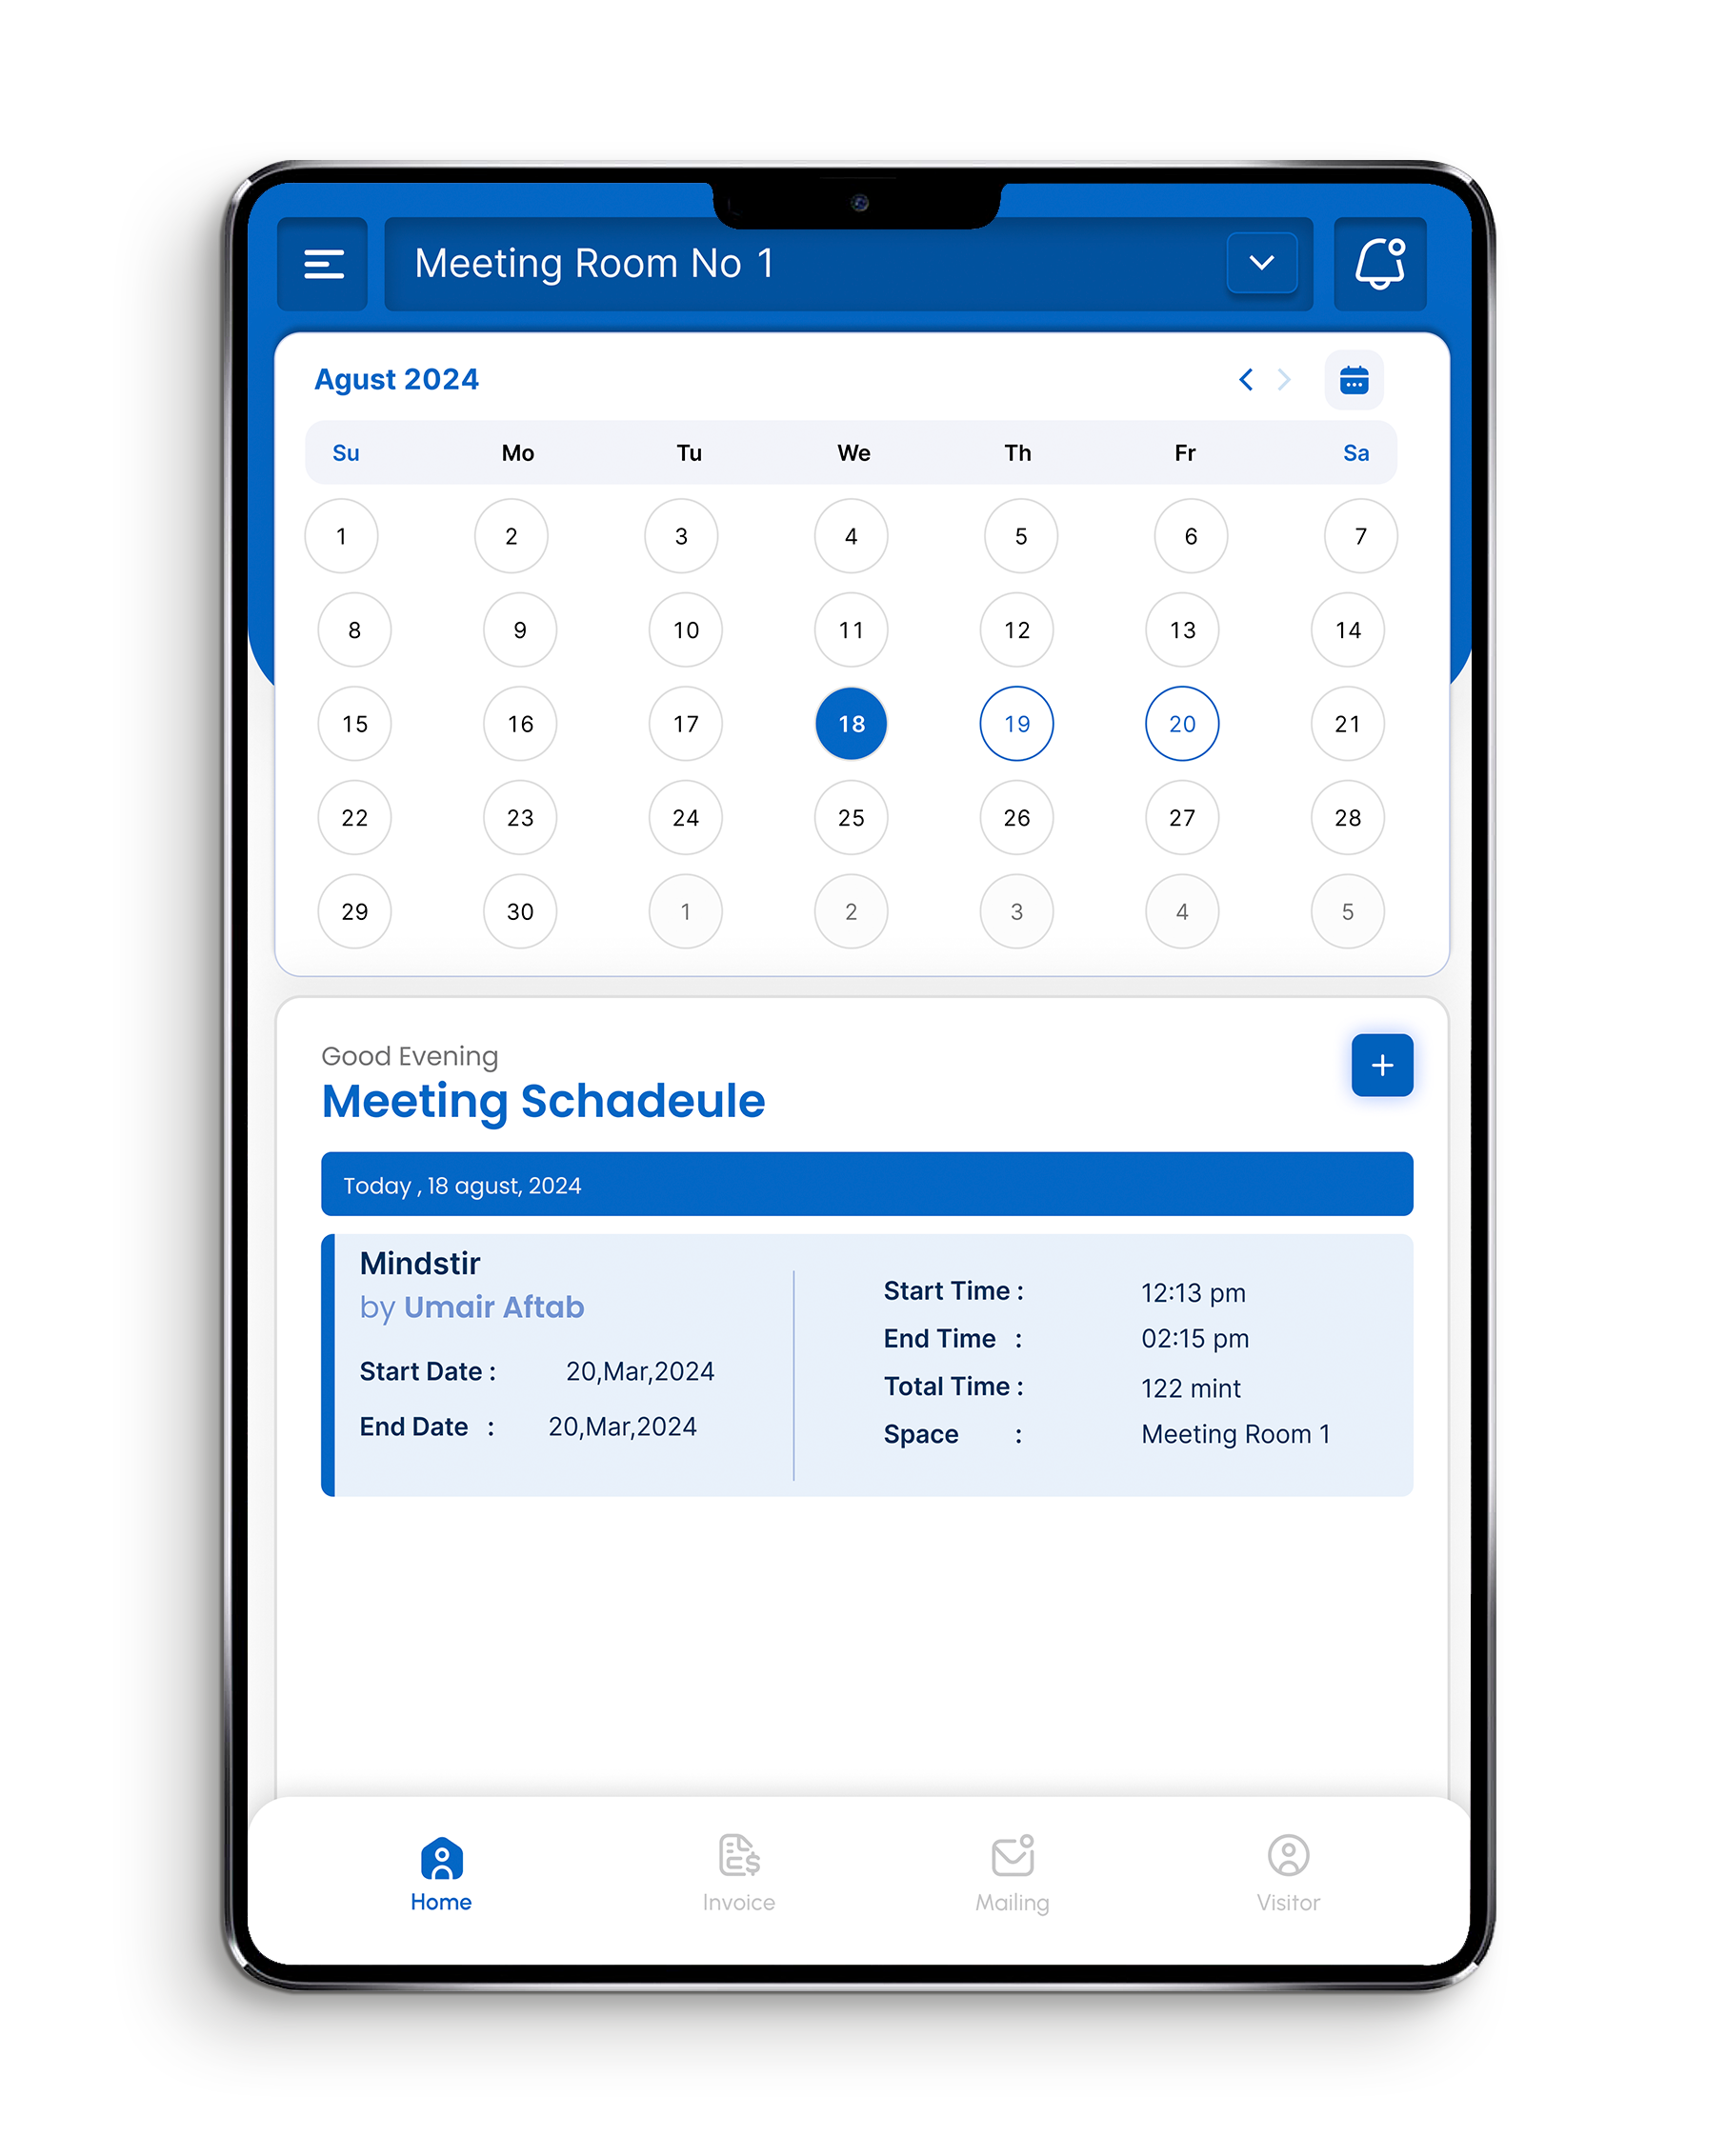 Meeting Room No 1
Agust 2024
Su Mo Tu We Th Fr Sa
1 2 3 4 5 6 7
8 9 10 11 12 13 14
15 16 17 18 19 20 21
22 23 24 25 26 27 28
29 30 1 2 3 4 5
Good Evening
Meeting Schadeule
Today , 18 agust, 2024
Mindstir
by Umair Aftab
Start Date : 20,Mar,2024
End Date : 20,Mar,2024
Start Time : 12:13 pm
End Time : 02:15 pm
Total Time : 122 mint
Space : Meeting Room 1
Home Invoice Mailing Visitor